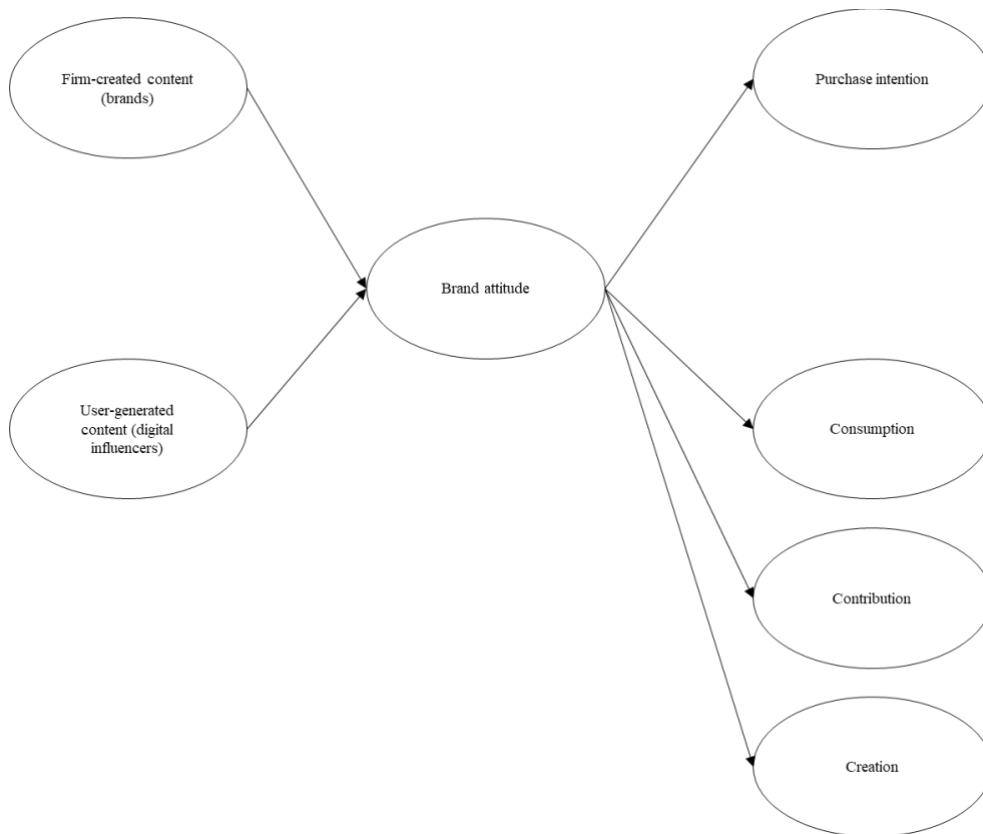 Firm-created content
(brands)
Purchase intention
Brand attitude
User-generated
content (digital
influencers)
Consumption
Contribution
Creation